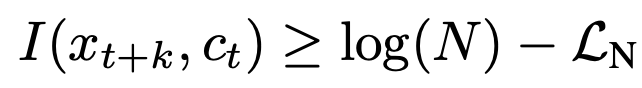 I(x_{t+k}, c_t) ≥ log(N) − ℒ_N